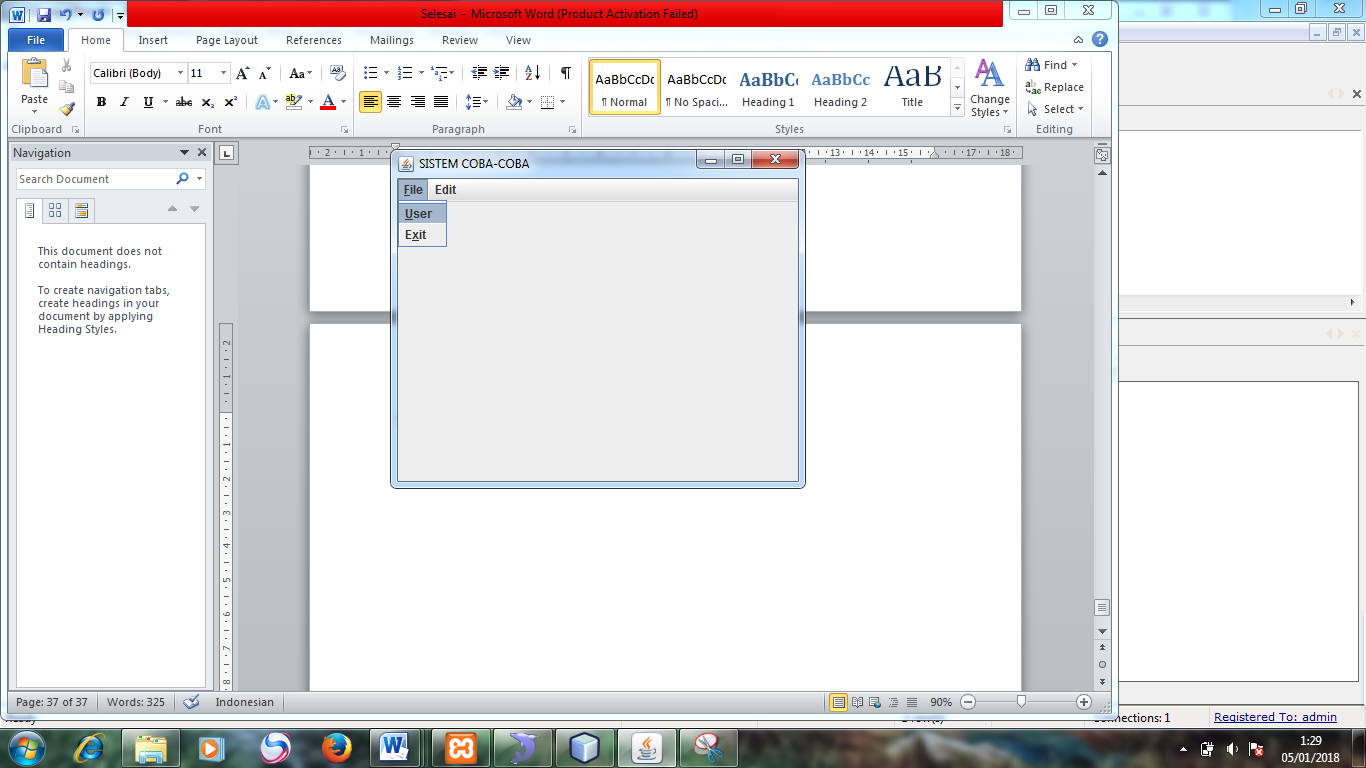 Selesai - Microsoft Word (Product Activation Failed)
File Home Insert Page Layout References Mailings Review View
Paste
Calibri (Body) 11
AaBbCcDc AaBbCcDc AaBbCc AaBbCc AaB
¶ Normal ¶ No Spaci... Heading 1 Heading 2 Title
Change
Styles
Find
Replace
Select
Clipboard Font Paragraph Styles Editing
Navigation
Search Document
This document does not
contain headings.
To create navigation tabs,
create headings in your
document by applying
Heading Styles.
SISTEM COBA-COBA
File Edit
User
Exit
Page: 37 of 37 Words: 325 Indonesian 90%
Connections: 1 Registered To: admin
1:29
05/01/2018